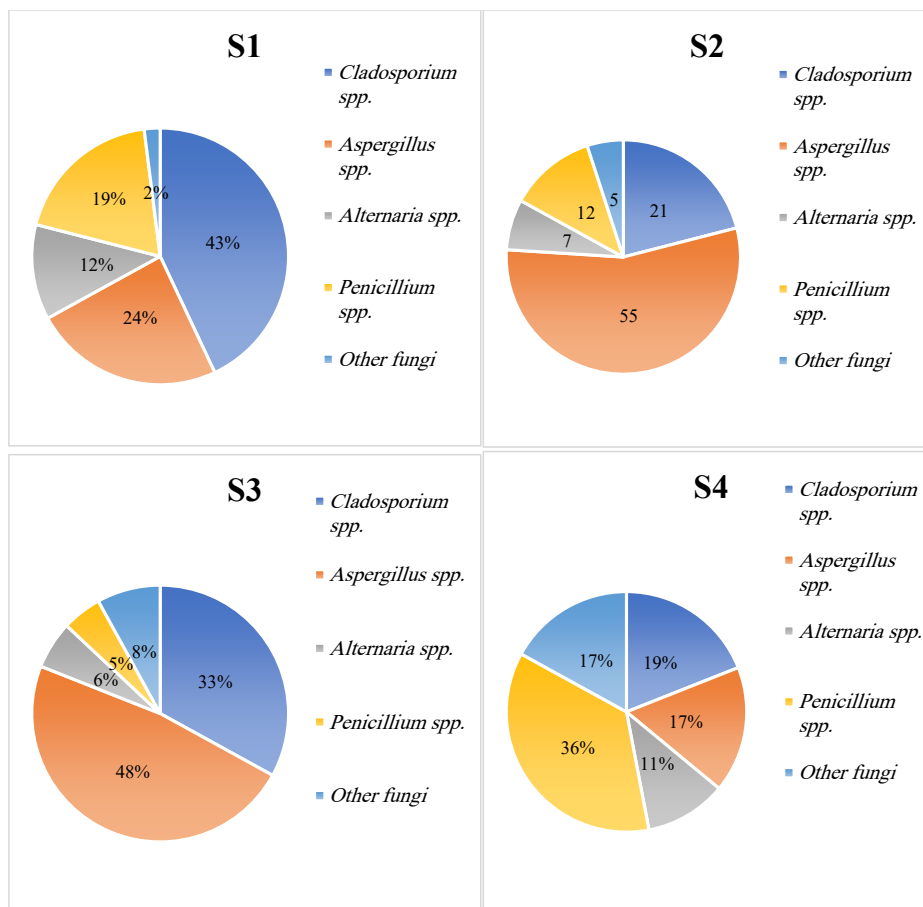 S1
Cladosporium
spp.
Aspergillus
spp.
Alternaria spp.
Penicillium
spp.
Other fungi
2%
19%
43%
12%
24%
S2
Cladosporium
spp.
Aspergillus
spp.
Alternaria spp.
Penicillium
spp.
Other fungi
5
12
21
7
55
S3
Cladosporium
spp.
Aspergillus spp.
Alternaria spp.
Penicillium spp.
Other fungi
8%
5%
33%
6%
48%
S4
Cladosporium
spp.
Aspergillus
spp.
Alternaria spp.
Penicillium
spp.
Other fungi
17%
19%
17%
36%
11%